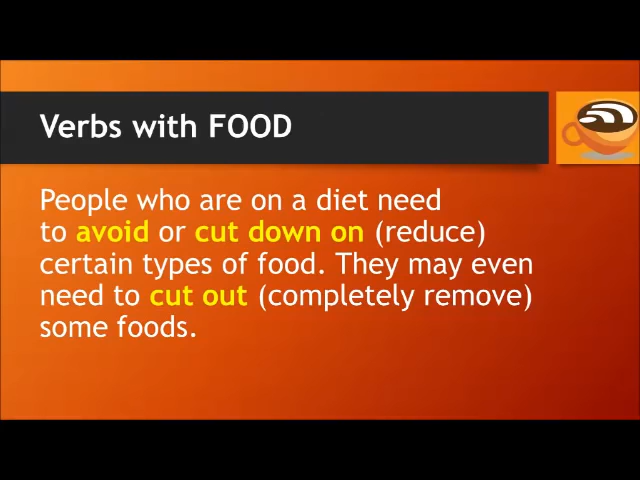 Verbs with FOOD
People who are on a diet need
to avoid or cut down on (reduce)
certain types of food. They may even
need to cut out (completely remove)
some foods.